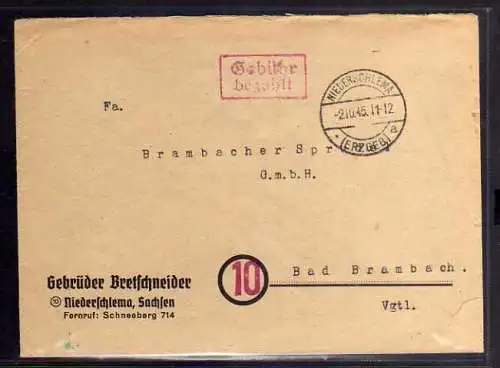 Gebühr
bezahlt
NIEDERSCHLEMA
-2.10.45.11-12
* (ERZGEB) a
Fa.
Brambacher
G.m.b.H.
Gebrüder Bretschneider
⑩ Niederschlema, Sachsen
Fernruf: Schneeberg 714
10
Bad Brambach.
Vgtl.